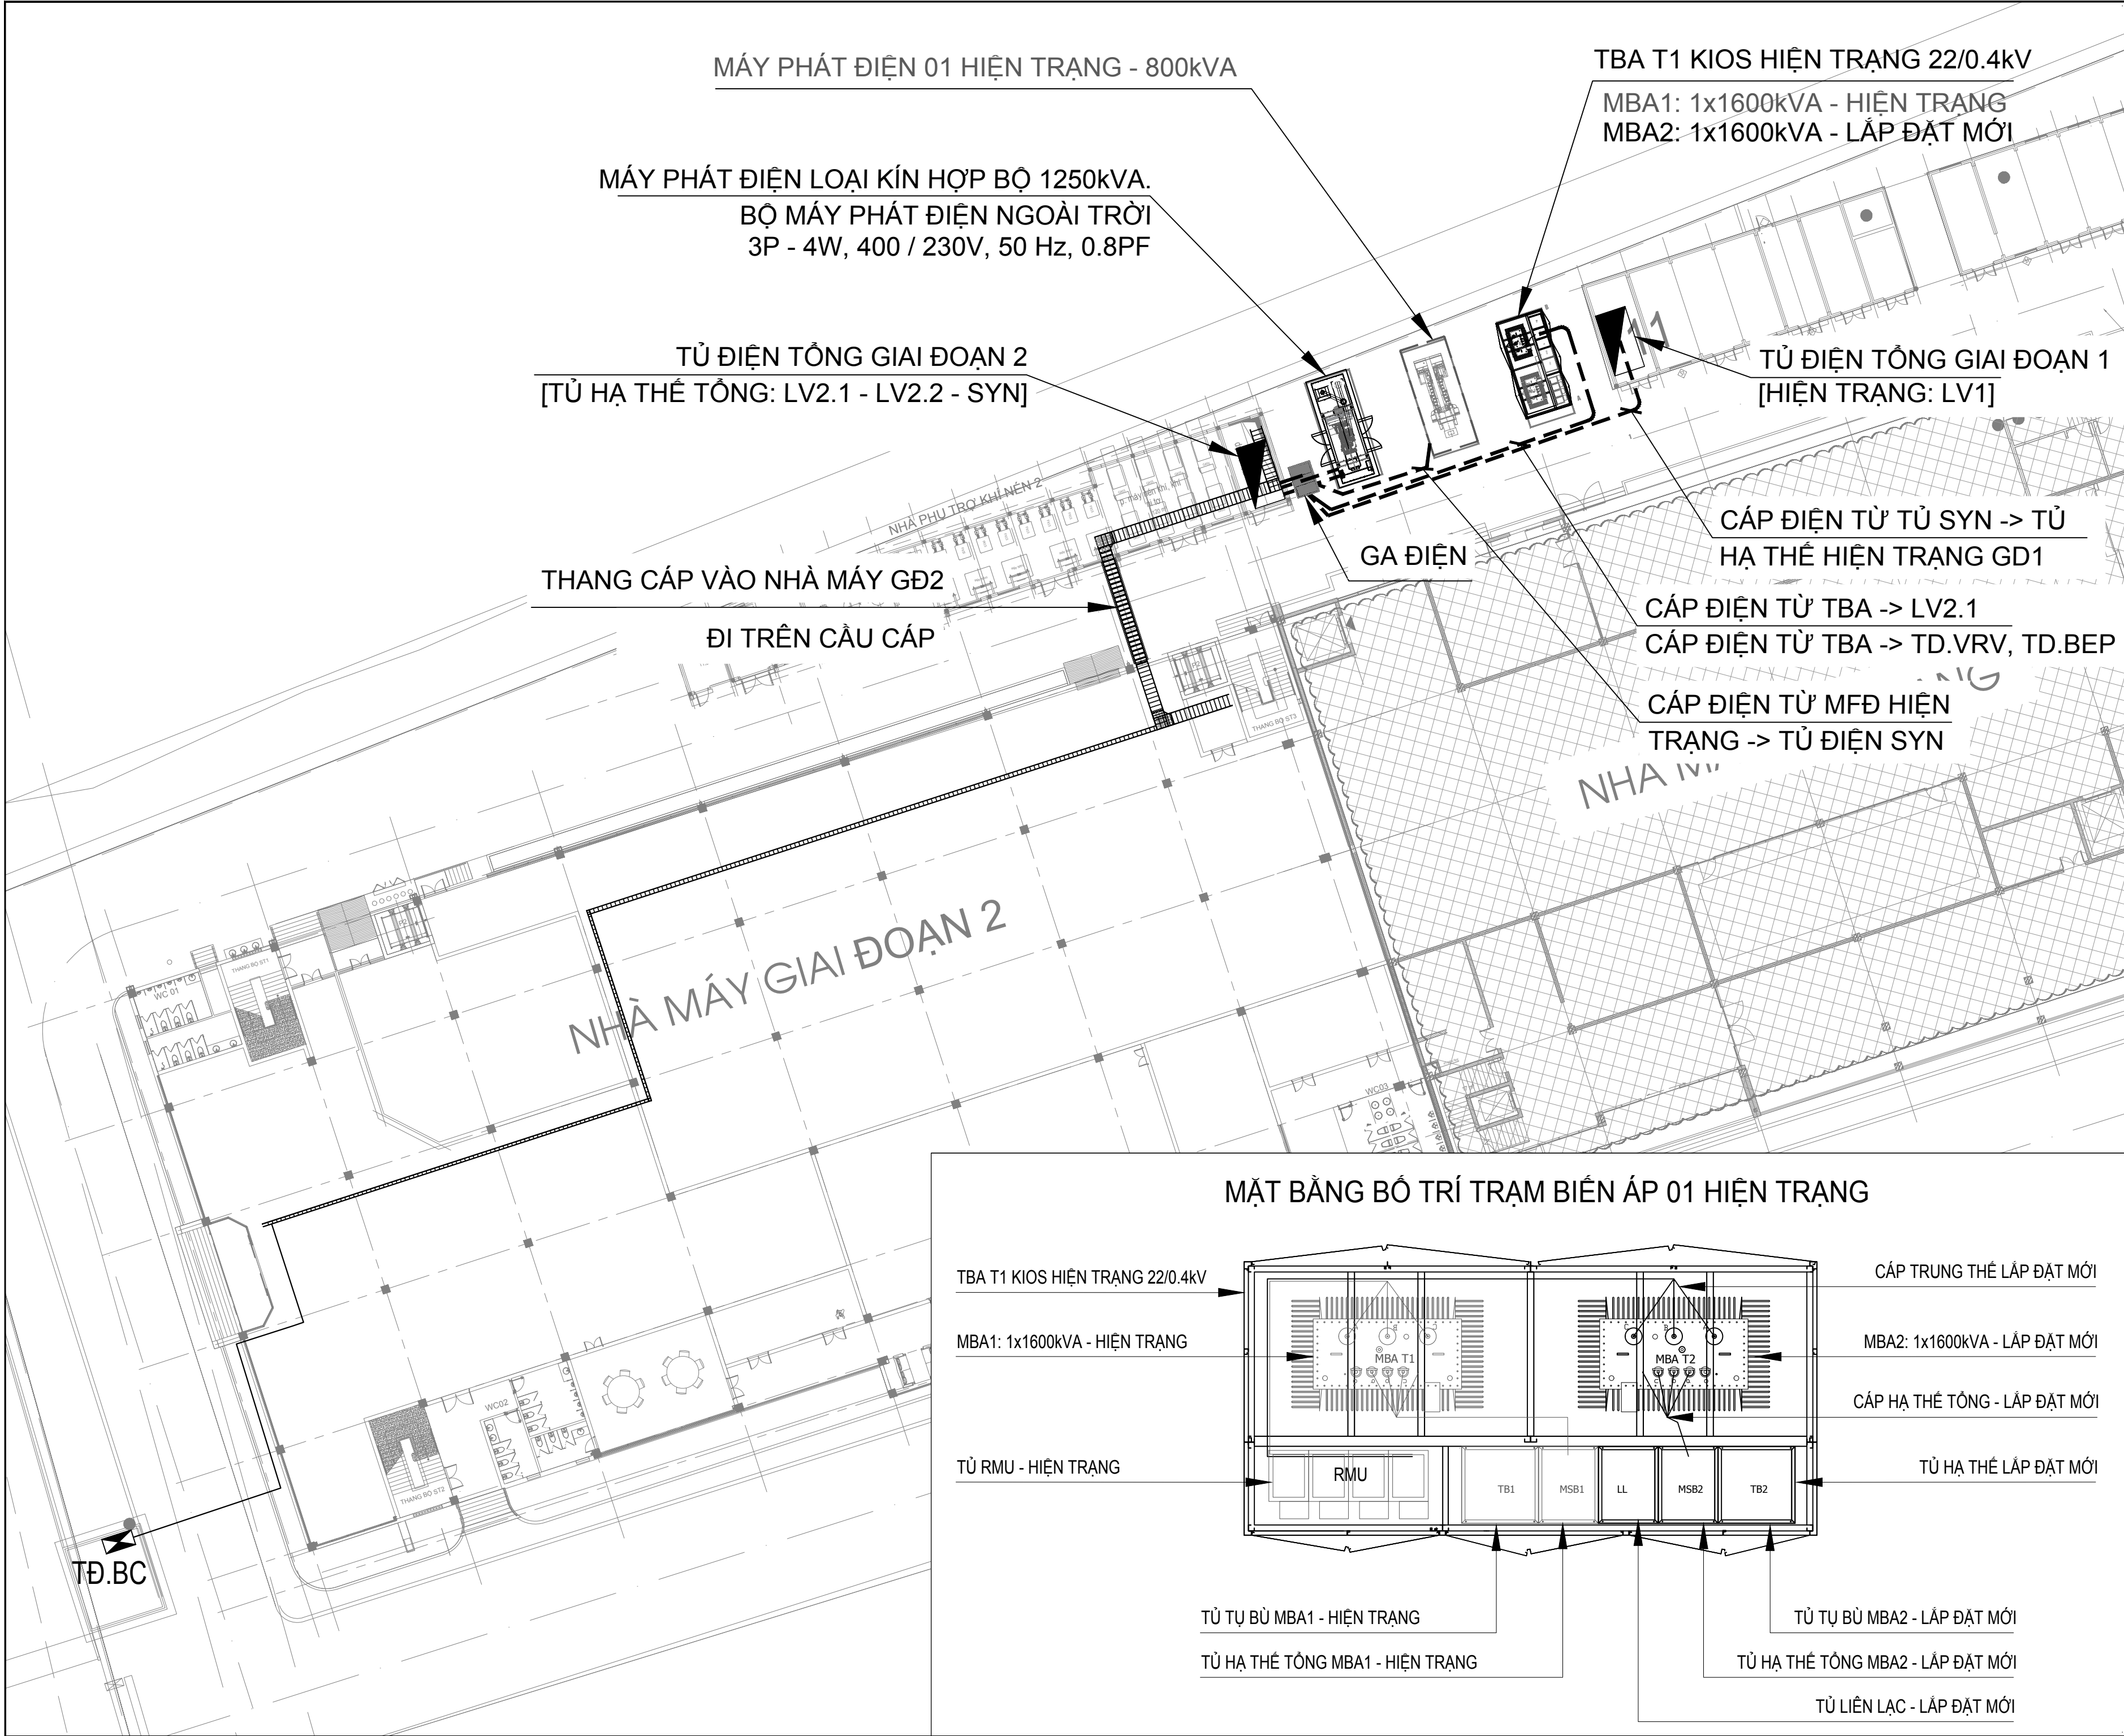 MÁY PHÁT ĐIỆN 01 HIỆN TRẠNG - 800kVA
TBA T1 KIOS HIỆN TRẠNG 22/0.4kV
MBA1: 1x1600kVA - HIỆN TRẠNG
MBA2: 1x1600kVA - LẮP ĐẶT MỚI
MÁY PHÁT ĐIỆN LOẠI KÍN HỢP BỘ 1250kVA.
BỘ MÁY PHÁT ĐIỆN NGOÀI TRỜI
3P - 4W, 400 / 230V, 50 Hz, 0.8PF
TỦ ĐIỆN TỔNG GIAI ĐOẠN 2
[TỦ HẠ THẾ TỔNG: LV2.1 - LV2.2 - SYN]
11
TỦ ĐIỆN TỔNG GIAI ĐOẠN 1
[HIỆN TRẠNG: LV1]
NHÀ PHỤ TRỢ KHÍ NÉN 2
CÁP ĐIỆN TỪ TỦ SYN -> TỦ
HẠ THẾ HIỆN TRẠNG GD1
GA ĐIỆN
THANG CÁP VÀO NHÀ MÁY GĐ2
ĐI TRÊN CẦU CÁP
CÁP ĐIỆN TỪ TBA -> LV2.1
CÁP ĐIỆN TỪ TBA -> TD.VRV, TD.BEP
CÁP ĐIỆN TỪ MFĐ HIỆN
TRẠNG -> TỦ ĐIỆN SYN
THANG BỘ ST3
NHÀ MÁY GIAI ĐOẠN 2
THANG BỘ ST1
WC 01
WC03
WC02
THANG BỘ ST2
TĐ.BC
MẶT BẰNG BỐ TRÍ TRẠM BIẾN ÁP 01 HIỆN TRẠNG
TBA T1 KIOS HIỆN TRẠNG 22/0.4kV
CÁP TRUNG THẾ LẮP ĐẶT MỚI
MBA1: 1x1600kVA - HIỆN TRẠNG
MBA T1
MBA T2
MBA2: 1x1600kVA - LẮP ĐẶT MỚI
CÁP HẠ THẾ TỔNG - LẮP ĐẶT MỚI
TỦ RMU - HIỆN TRẠNG
RMU
TB1
MSB1
LL
MSB2
TB2
TỦ HẠ THẾ LẮP ĐẶT MỚI
TỦ TỤ BÙ MBA1 - HIỆN TRẠNG
TỦ TỤ BÙ MBA2 - LẮP ĐẶT MỚI
TỦ HẠ THẾ TỔNG MBA1 - HIỆN TRẠNG
TỦ HẠ THẾ TỔNG MBA2 - LẮP ĐẶT MỚI
TỦ LIÊN LẠC - LẮP ĐẶT MỚI